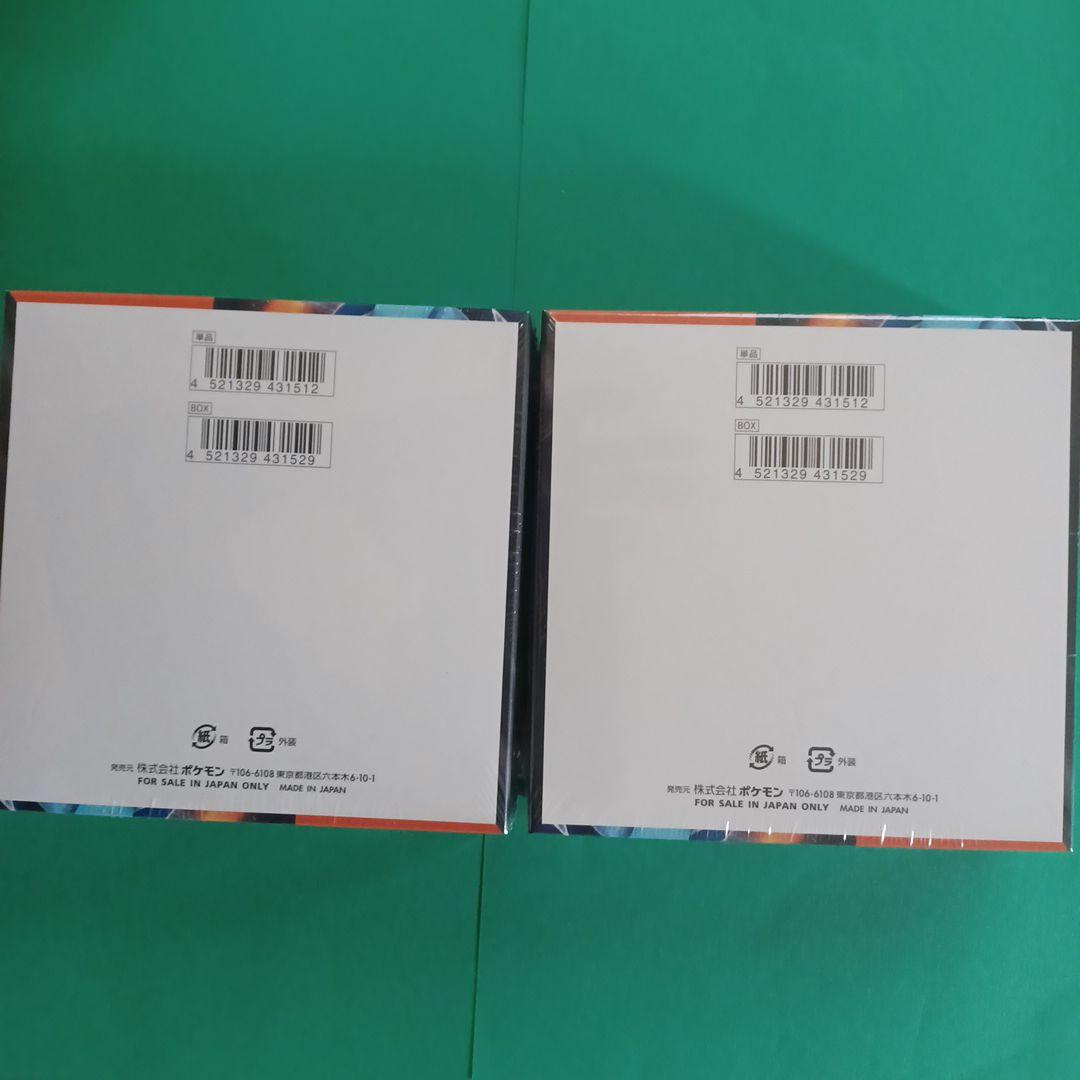 単品
4 521329 431512
BOX
4 521329 431529
紙 箱 プラ 外装
発売元 株式会社 ポケモン 〒106-6108 東京都港区六本木6-10-1
FOR SALE IN JAPAN ONLY MADE IN JAPAN
単品
4 521329 431512
BOX
4 521329 431529
紙 箱 プラ 外装
発売元 株式会社 ポケモン 〒106-6108 東京都港区六本木6-10-1
FOR SALE IN JAPAN ONLY MADE IN JAPAN